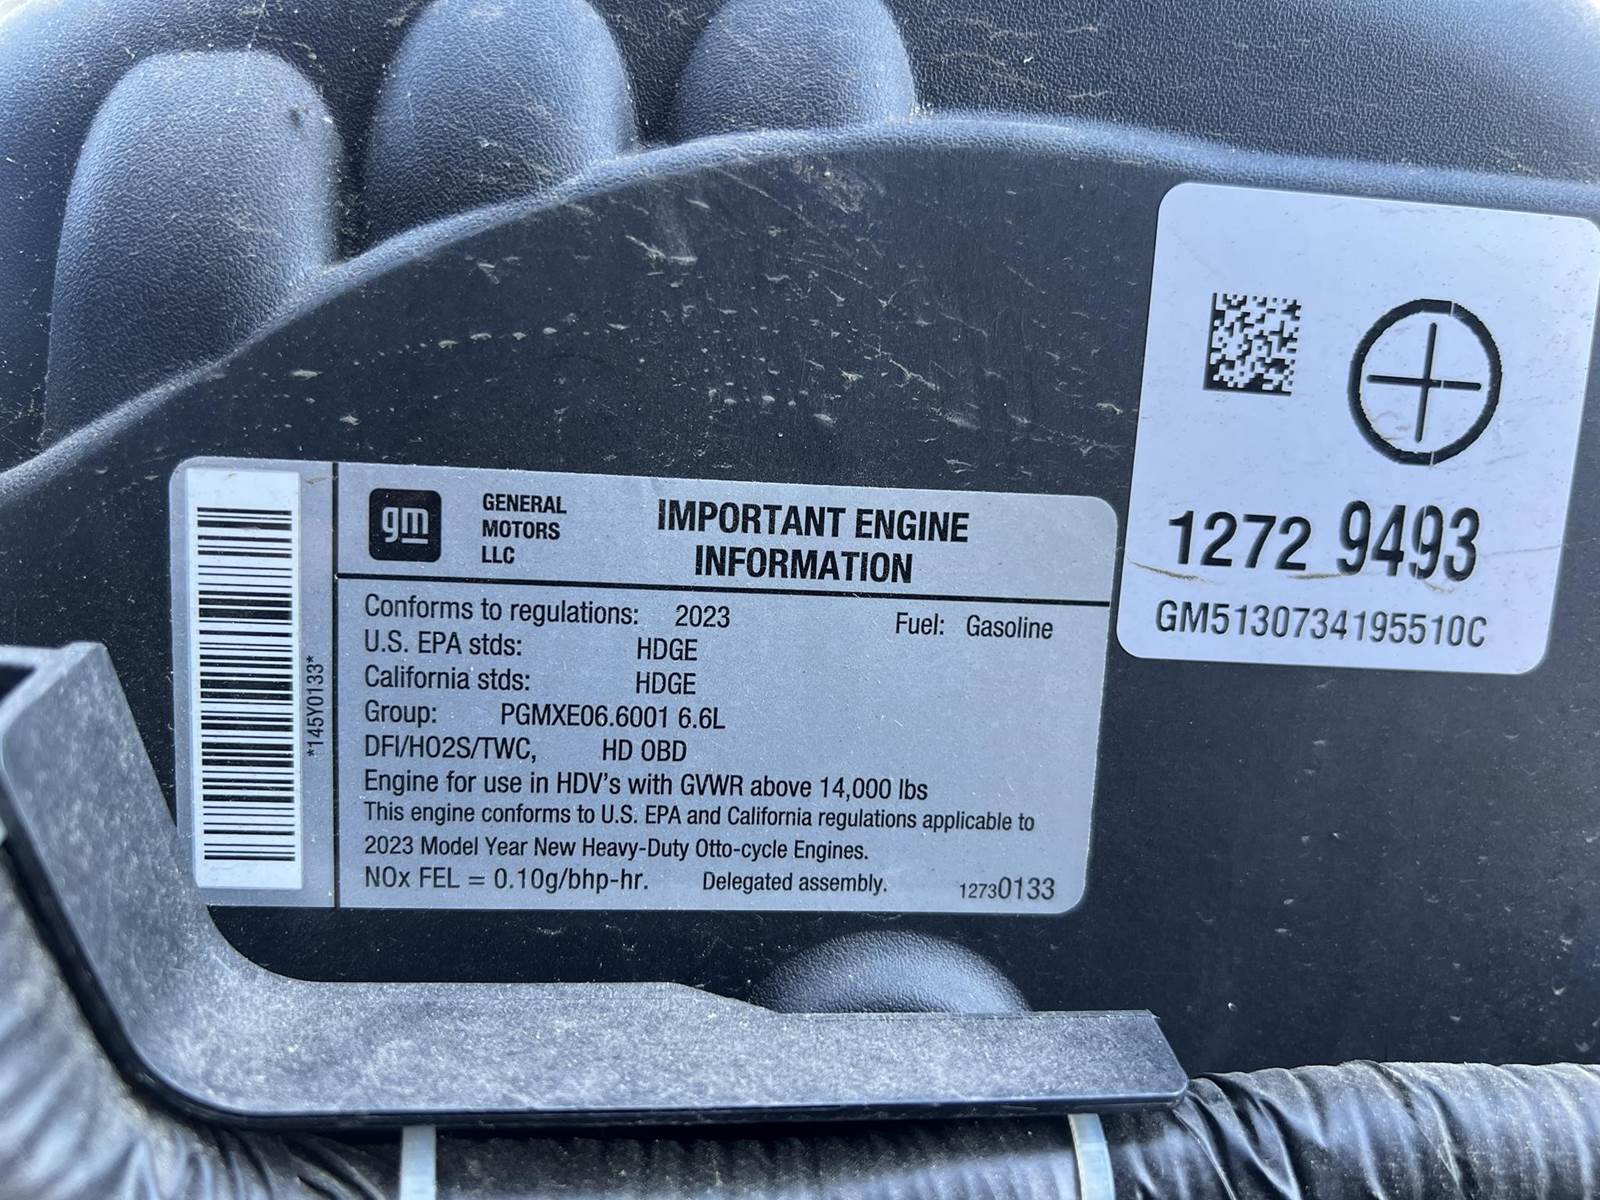 gm
GENERAL
MOTORS
LLC
IMPORTANT ENGINE
INFORMATION
Conforms to regulations: 2023 Fuel: Gasoline
U.S. EPA stds: HDGE
California stds: HDGE
Group: PGMXE06.6001 6.6L
DFI/HO2S/TWC, HD OBD
Engine for use in HDV's with GVWR above 14,000 lbs
This engine conforms to U.S. EPA and California regulations applicable to
2023 Model Year New Heavy-Duty Otto-cycle Engines.
NOx FEL = 0.10g/bhp-hr. Delegated assembly. 12730133
*145Y0133*
1272 9493
GM5130734195510C